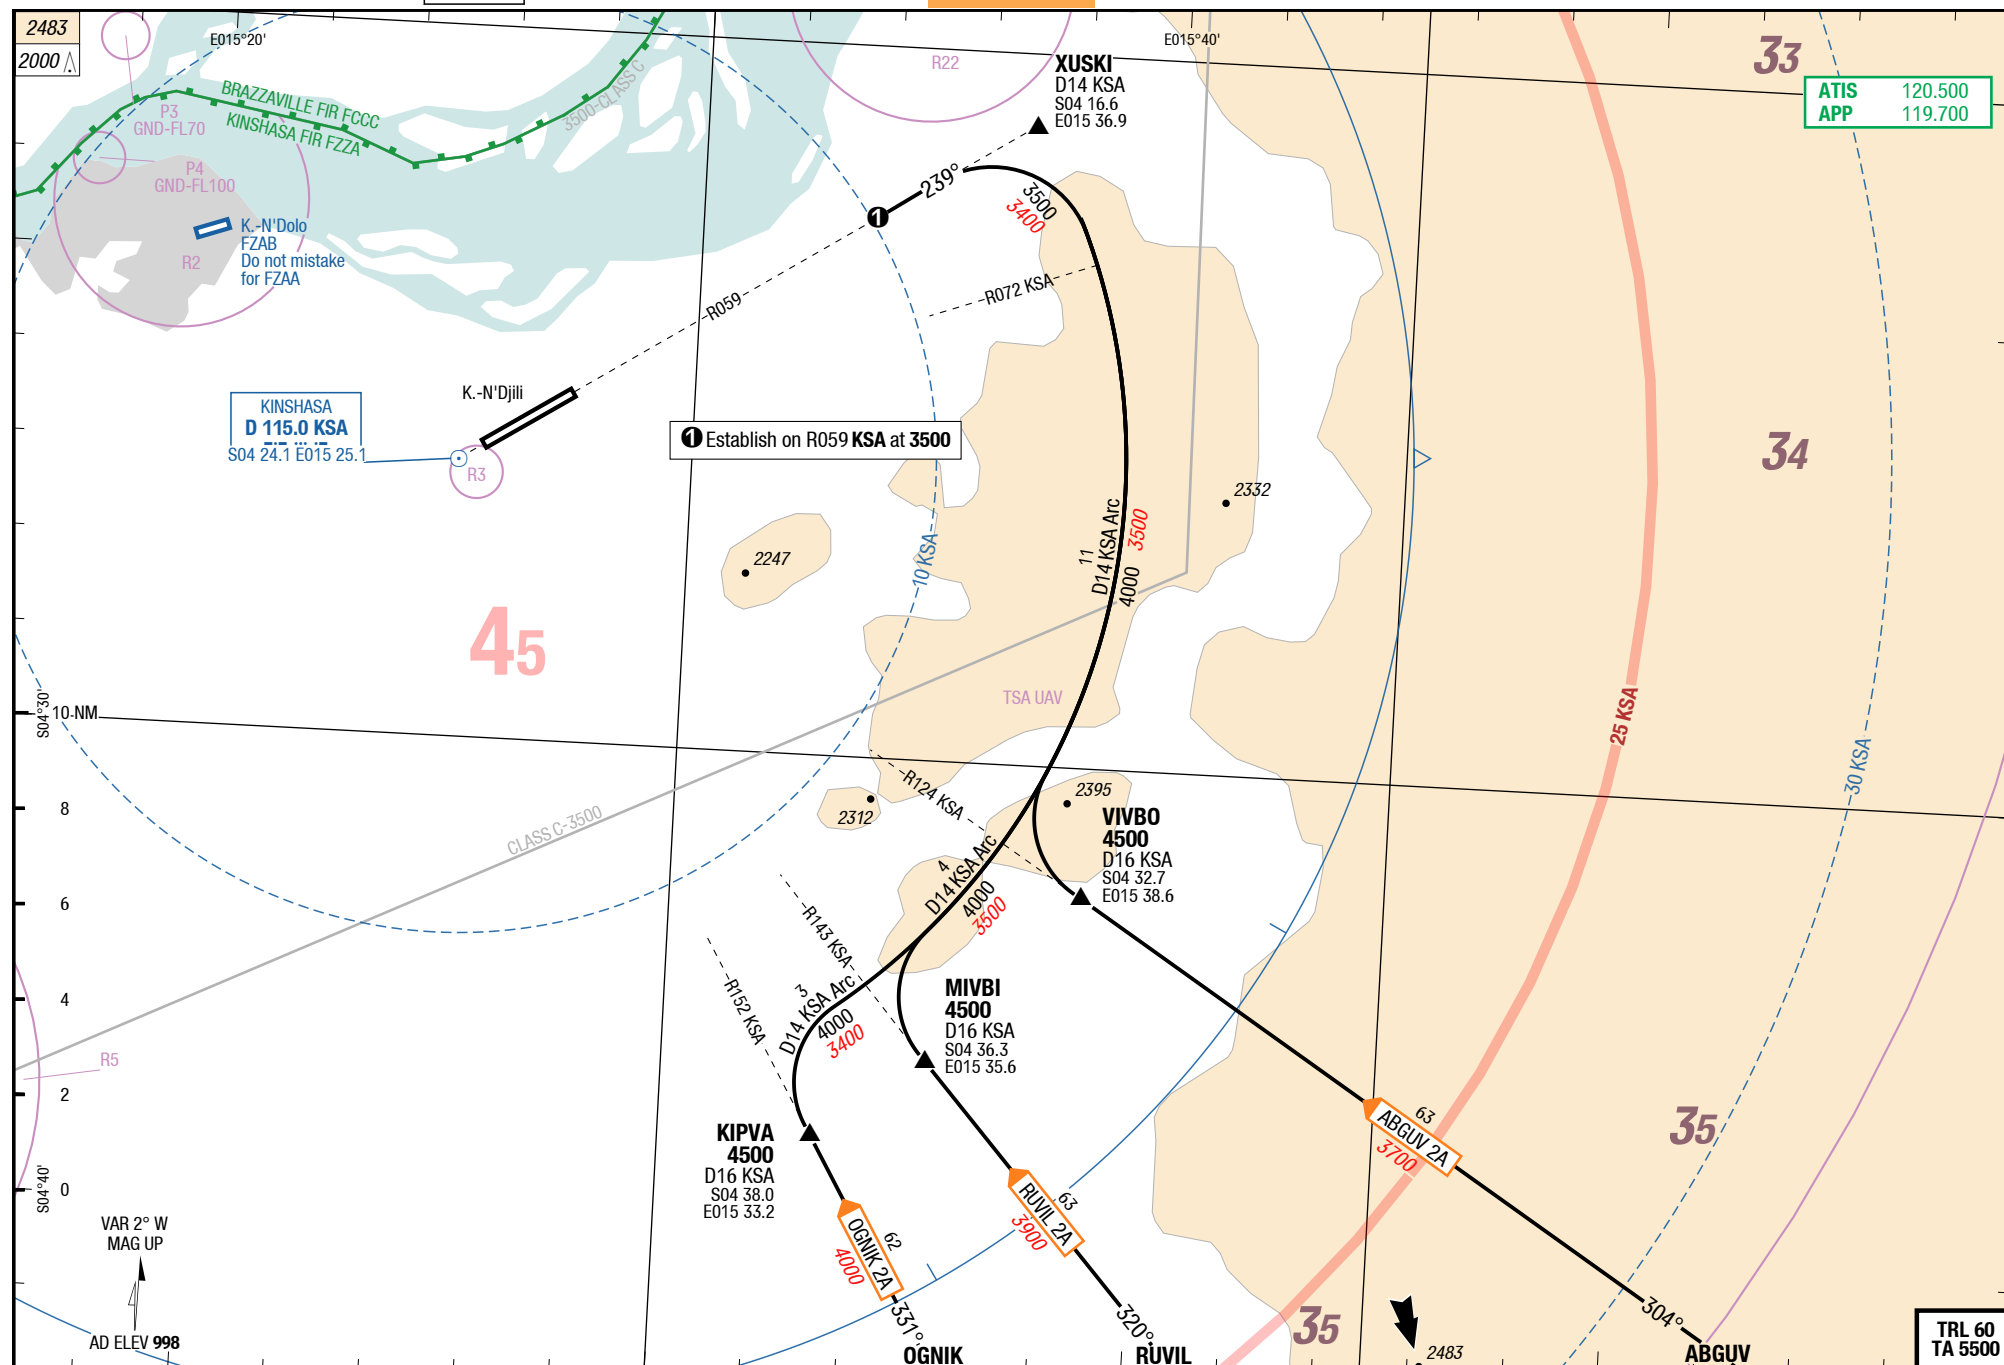 2483
2000
E015°20'
E015°40'
P3
GND-FL70
BRAZZAVILLE FIR FCCC
KINSHASA FIR FZZA
3500-CLASS C
P4
GND-FL100
R2
K.-N'Dolo
FZAB
Do not mistake
for FZAA
R22
XUSKI
D14 KSA
S04 16.6
E015 36.9
33
ATIS 120.500
APP 119.700
239°
1
3500
3400
R072 KSA
R059
K.-N'Djili
KINSHASA
D 115.0 KSA
S04 24.1 E015 25.1
R3
1 Establish on R059 KSA at 3500
34
2332
2247
10 KSA
11
D14 KSA Arc
3500
4000
45
TSA UAV
25 KSA
30 KSA
S04°30'
10 NM
8
6
4
2
0
S04°40'
CLASS C-3500
2312
2395
R124 KSA
VIVBO
4500
D16 KSA
S04 32.7
E015 38.6
4
D14 KSA Arc
4000
3500
R143 KSA
R152 KSA
3
D14 KSA Arc
4000
3400
MIVBI
4500
D16 KSA
S04 36.3
E015 35.6
R5
KIPVA
4500
D16 KSA
S04 38.0
E015 33.2
63
ABGUV 2A
3700
35
63
RUVIL 2A
3900
62
OGNIK 2A
4000
VAR 2° W
MAG UP
AD ELEV 998
331°
OGNIK
320°
RUVIL
35
2483
304°
ABGUV
TRL 60
TA 5500